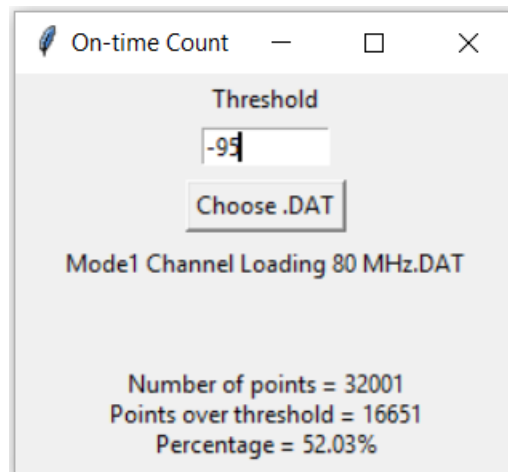 On-time Count
Threshold
-95
Choose .DAT
Mode1 Channel Loading 80 MHz.DAT
Number of points = 32001
Points over threshold = 16651
Percentage = 52.03%